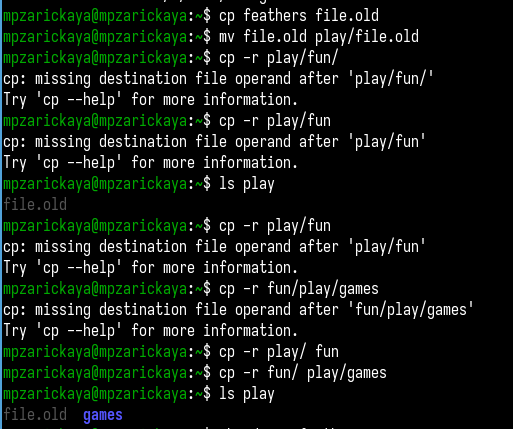 mpzarickaya@mpzarickaya:~$ cp feathers file.old
mpzarickaya@mpzarickaya:~$ mv file.old play/file.old
mpzarickaya@mpzarickaya:~$ cp -r play/fun/
cp: missing destination file operand after 'play/fun/'
Try 'cp --help' for more information.
mpzarickaya@mpzarickaya:~$ cp -r play/fun
cp: missing destination file operand after 'play/fun'
Try 'cp --help' for more information.
mpzarickaya@mpzarickaya:~$ ls play
file.old
mpzarickaya@mpzarickaya:~$ cp -r play/fun
cp: missing destination file operand after 'play/fun'
Try 'cp --help' for more information.
mpzarickaya@mpzarickaya:~$ cp -r fun/play/games
cp: missing destination file operand after 'fun/play/games'
Try 'cp --help' for more information.
mpzarickaya@mpzarickaya:~$ cp -r play/ fun
mpzarickaya@mpzarickaya:~$ cp -r fun/ play/games
mpzarickaya@mpzarickaya:~$ ls play
file.old games